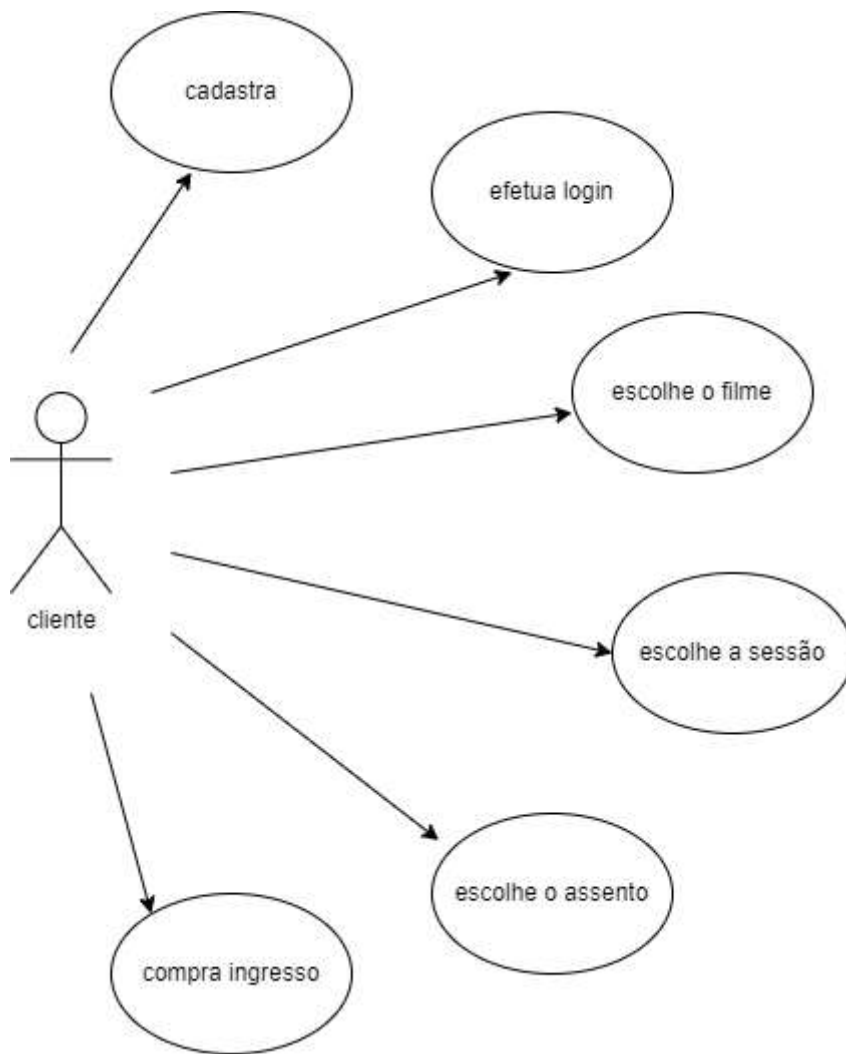 cadastra
efetua login
escolhe o filme
cliente
escolhe a sessão
escolhe o assento
compra ingresso